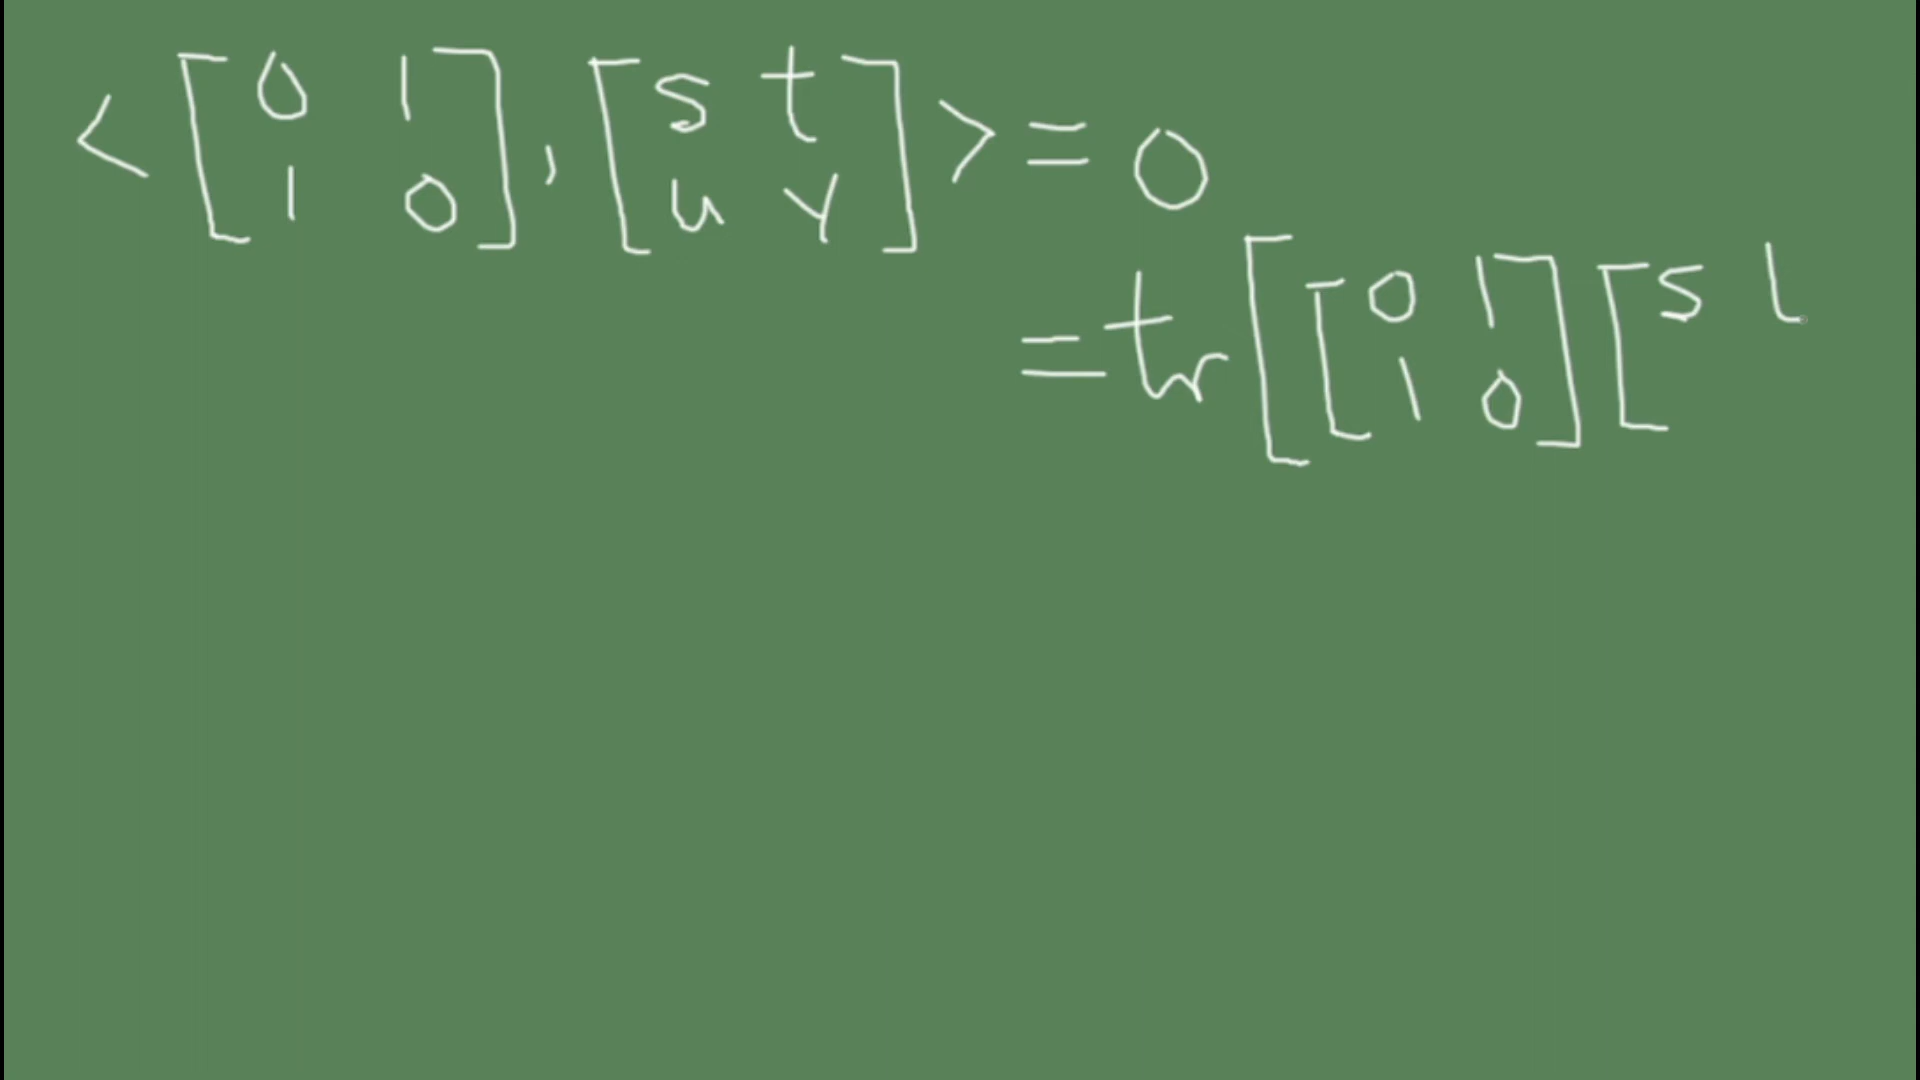 < [ 0 1 ] , [ s t ] > = 0
[ 1 0 ] [ u y ]
= tr [ [ 0 1 ] [ s
[ 1 0 ] [